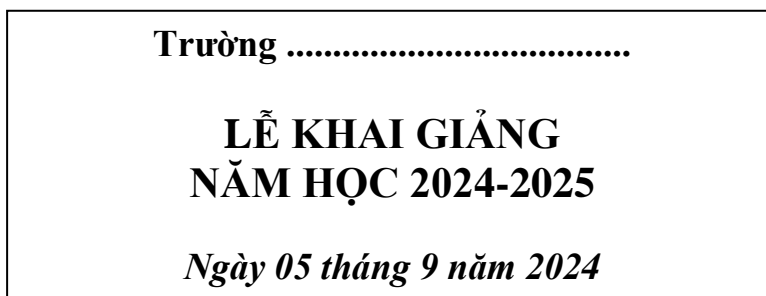 Trường .....................................
LỄ KHAI GIẢNG
NĂM HỌC 2024-2025
Ngày 05 tháng 9 năm 2024